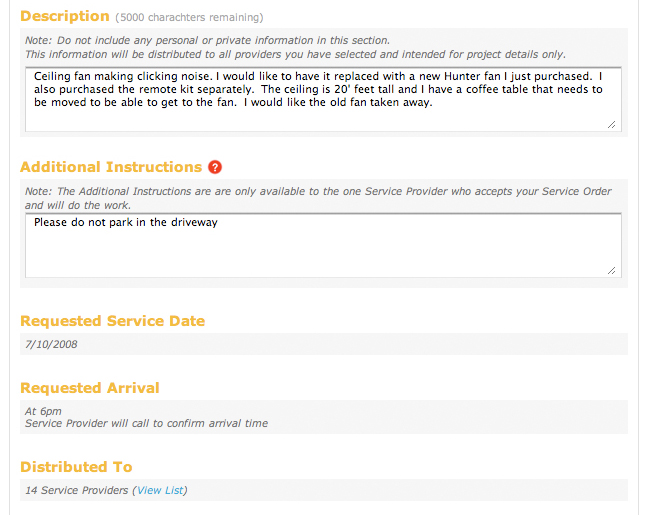 Description (5000 charachters remaining)
Note: Do not include any personal or private information in this section.
This information will be distributed to all providers you have selected and intended for project details only.
Ceiling fan making clicking noise. I would like to have it replaced with a new Hunter fan I just purchased.  I
also purchased the remote kit separately.  The ceiling is 20' feet tall and I have a coffee table that needs to
be moved to be able to get to the fan.  I would like the old fan taken away.
Additional Instructions ?
Note: The Additional Instructions are are only available to the one Service Provider who accepts your Service Order
and will do the work.
Please do not park in the driveway
Requested Service Date
7/10/2008
Requested Arrival
At 6pm
Service Provider will call to confirm arrival time
Distributed To
14 Service Providers (View List)